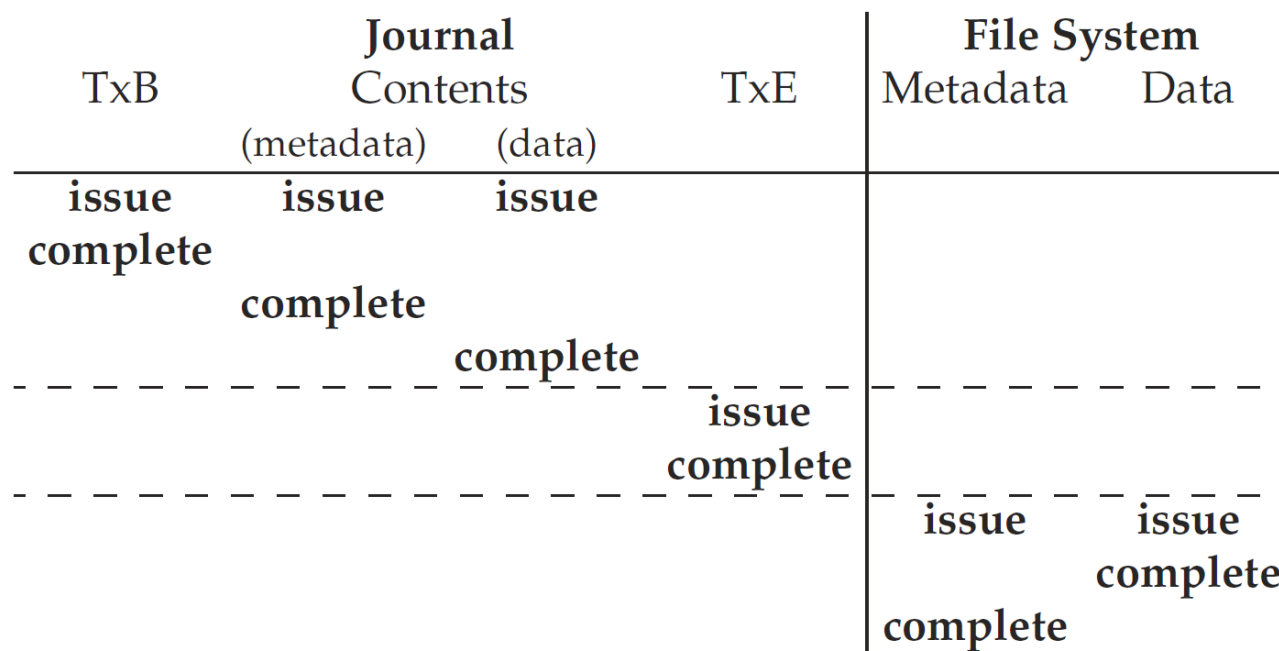 Journal File System
TxB Contents TxE Metadata Data
(metadata) (data)
issue issue issue
complete
complete
complete
issue
complete
issue issue
complete
complete